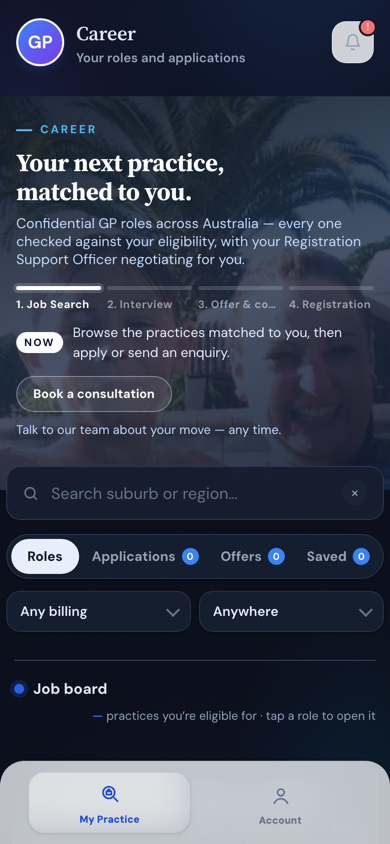 GP
Career
Your roles and applications
!
— CAREER
Your next practice,
matched to you.
Confidential GP roles across Australia — every one
checked against your eligibility, with your Registration
Support Officer negotiating for you.
1. Job Search
2. Interview
3. Offer & co...
4. Registration
NOW
Browse the practices matched to you, then
apply or send an enquiry.
Book a consultation
Talk to our team about your move — any time.
Search suburb or region...
×
Roles
Applications 0
Offers 0
Saved 0
Any billing
Anywhere
Job board
— practices you're eligible for · tap a role to open it
My Practice
Account